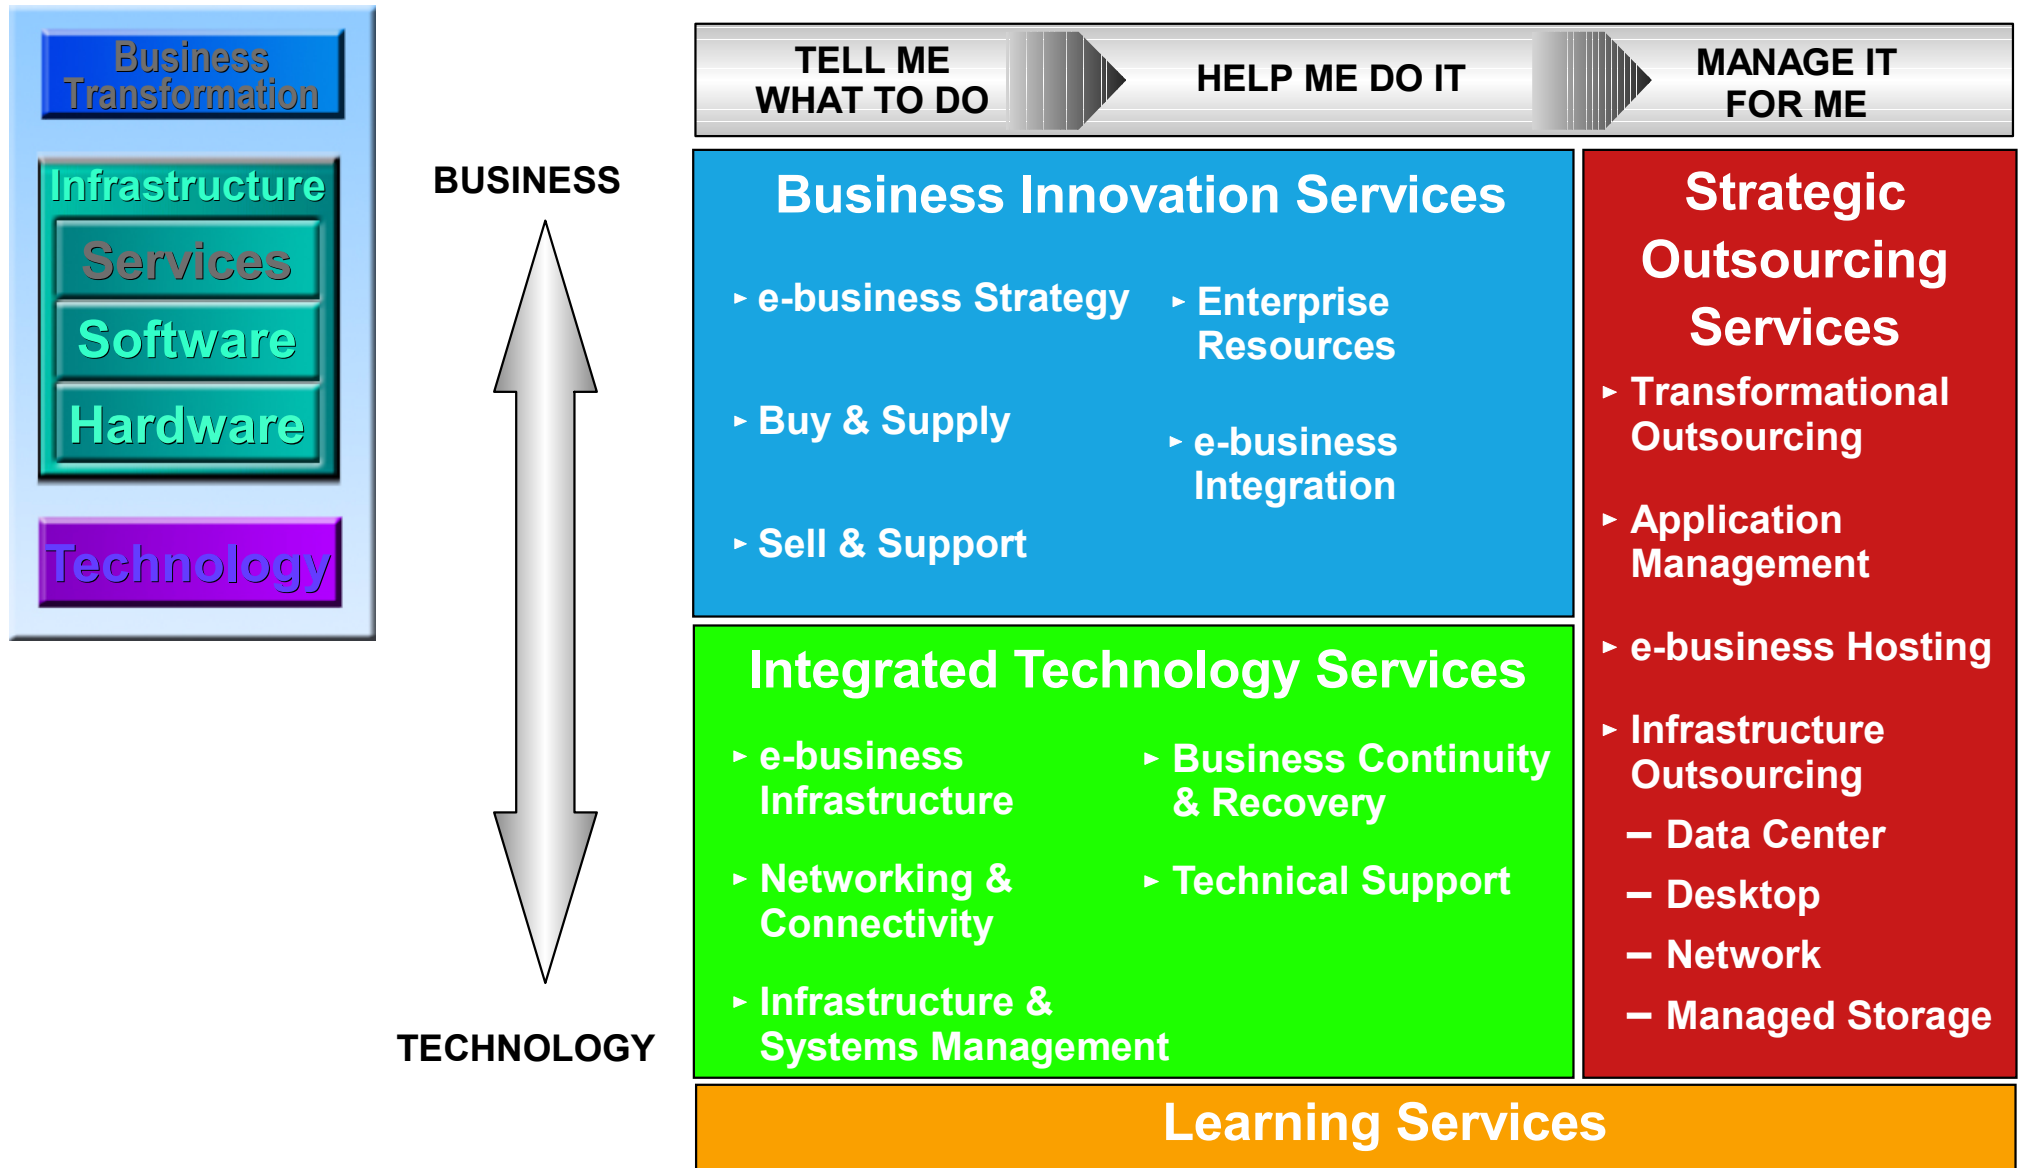 Business
Transformation
Infrastructure
Services
Software
Hardware
Technology
BUSINESS
TECHNOLOGY
TELL ME
WHAT TO DO
HELP ME DO IT
MANAGE IT
FOR ME
Business Innovation Services
e-business Strategy
Buy & Supply
Sell & Support
Enterprise
Resources
e-business
Integration
Integrated Technology Services
e-business
Infrastructure
Networking &
Connectivity
Infrastructure &
Systems Management
Business Continuity
& Recovery
Technical Support
Strategic
Outsourcing
Services
Transformational
Outsourcing
Application
Management
e-business Hosting
Infrastructure
Outsourcing
– Data Center
– Desktop
– Network
– Managed Storage
Learning Services